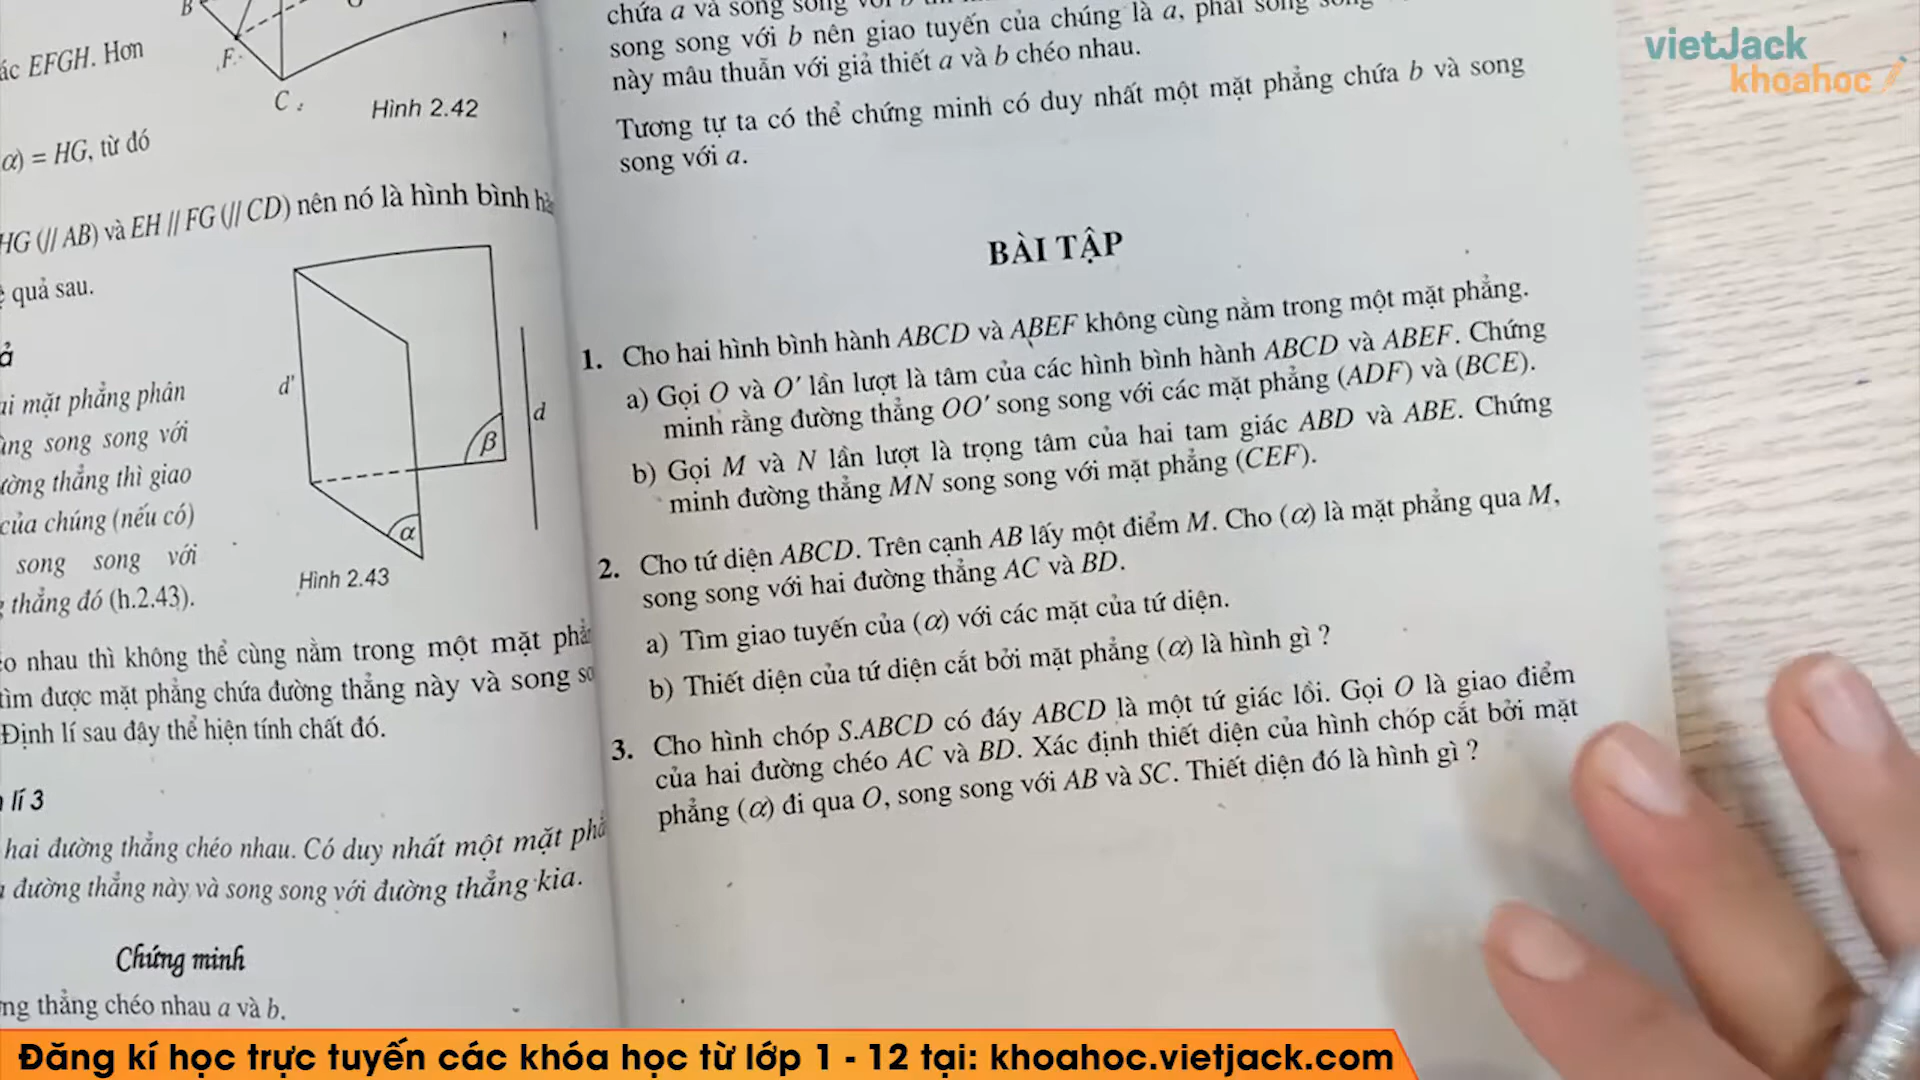 B
ác EFGH. Hơn
F
C
Hình 2.42
α) = HG, từ đó
HG (// AB) và EH // FG (// CD) nên nó là hình bình
quả sau.
ả
d'
β
d
α
Hình 2.43
ai mặt phẳng phân
song song với
thẳng thì giao
của chúng (nếu có)
song song với
thẳng đó (h.2.43).
nhau thì không thể cùng nằm trong một mặt
tìm được mặt phẳng chứa đường thẳng này và song
Định lí sau đây thể hiện tính chất đó.
lí 3
hai đường thẳng chéo nhau. Có duy nhất một mặt
đường thẳng này và song song với đường thẳng kia.
Chứng minh
thẳng chéo nhau a và b.
chứa a và song song với b
song song với b nên giao tuyến của chúng là a, phải song song
này mâu thuẫn với giả thiết a và b chéo nhau.
Tương tự ta có thể chứng minh có duy nhất một mặt phẳng chứa b và song
song với a.
BÀI TẬP
1. Cho hai hình bình hành ABCD và ABEF không cùng nằm trong một mặt phẳng.
a) Gọi O và O' lần lượt là tâm của các hình bình hành ABCD và ABEF. Chứng
minh rằng đường thẳng OO' song song với các mặt phẳng (ADF) và (BCE).
b) Gọi M và N lần lượt là trọng tâm của hai tam giác ABD và ABE. Chứng
minh đường thẳng MN song song với mặt phẳng (CEF).
2. Cho tứ diện ABCD. Trên cạnh AB lấy một điểm M. Cho (α) là mặt phẳng qua M,
song song với hai đường thẳng AC và BD.
a) Tìm giao tuyến của (α) với các mặt của tứ diện.
b) Thiết diện của tứ diện cắt bởi mặt phẳng (α) là hình gì ?
3. Cho hình chóp S.ABCD có đáy ABCD là một tứ giác lồi. Gọi O là giao điểm
của hai đường chéo AC và BD. Xác định thiết diện của hình chóp cắt bởi mặt
phẳng (α) đi qua O, song song với AB và SC. Thiết diện đó là hình gì ?
vietJack
khoahoc
Đăng kí học trực tuyến các khóa học từ lớp 1 - 12 tại: khoahoc.vietjack.com